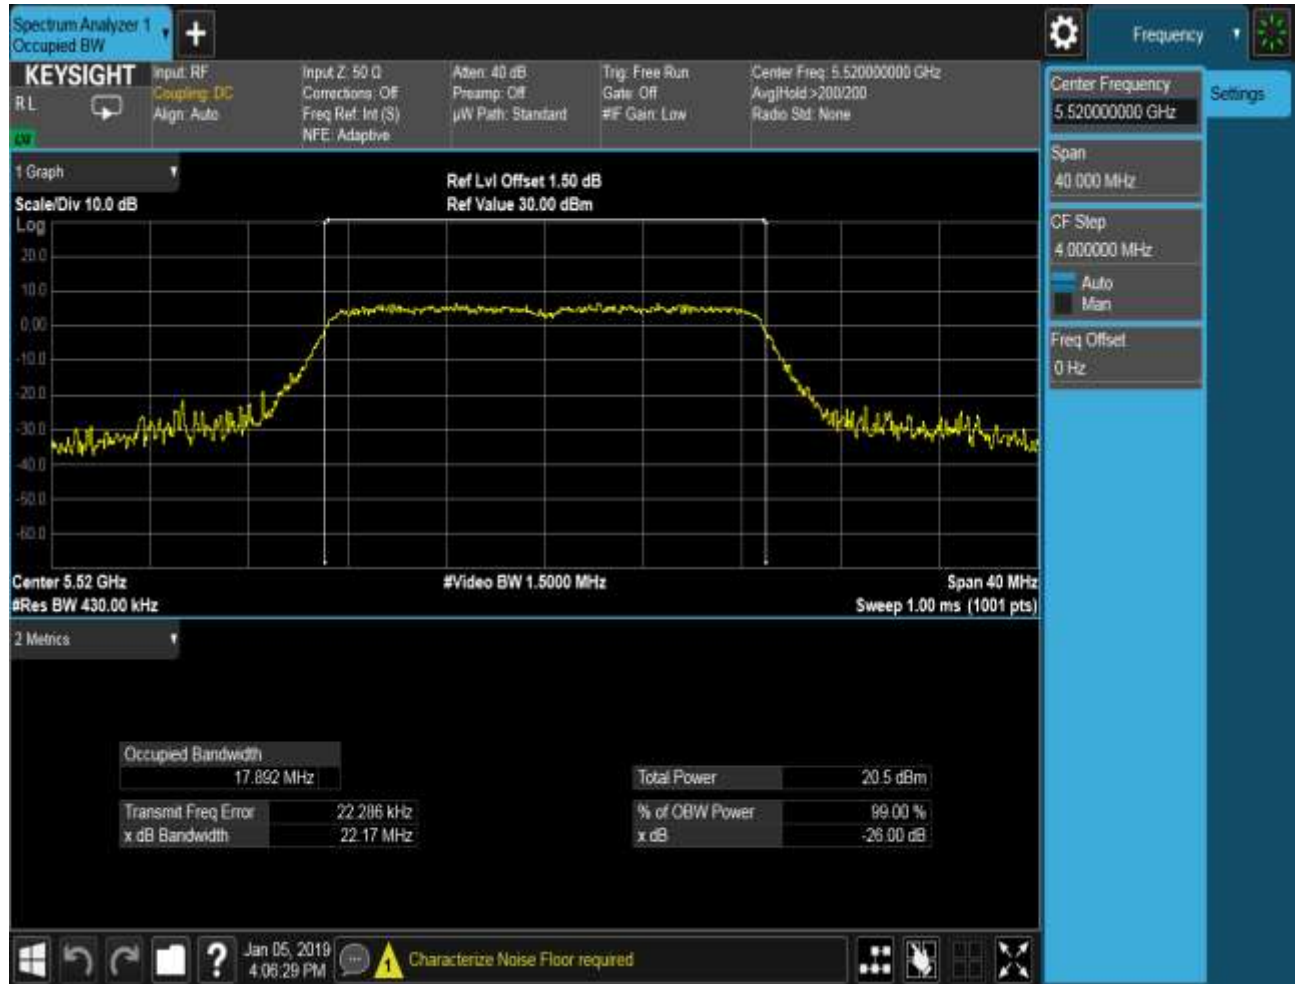 Spectrum Analyzer 1
Occupied BW
Frequency
KEYSIGHT
RL
Input: RF
Coupling: DC
Align: Auto
Input Z: 50 Ω
Corrections: Off
Freq Ref: Int (S)
NFE: Adaptive
Atten: 40 dB
Preamp: Off
µW Path: Standard
Trig: Free Run
Gate: Off
#IF Gain: Low
Center Freq: 5.520000000 GHz
Avg|Hold:>200/200
Radio Std: None
Center Frequency
5.520000000 GHz
Settings
Span
40.000 MHz
CF Step
4.000000 MHz
Auto
Man
Freq Offset
0 Hz
1 Graph
Scale/Div 10.0 dB
Ref Lvl Offset 1.50 dB
Ref Value 30.00 dBm
Log
20.0
10.0
0.00
-10.0
-20.0
-30.0
-40.0
-50.0
-60.0
Center 5.52 GHz
#Video BW 1.5000 MHz
Span 40 MHz
#Res BW 430.00 kHz
Sweep 1.00 ms (1001 pts)
2 Metrics
Occupied Bandwidth
17.892 MHz
Total Power 20.5 dBm
Transmit Freq Error 22.286 kHz
% of OBW Power 99.00 %
x dB Bandwidth 22.17 MHz
x dB -26.00 dB
Jan 05, 2019
4:06:29 PM
1
Characterize Noise Floor required